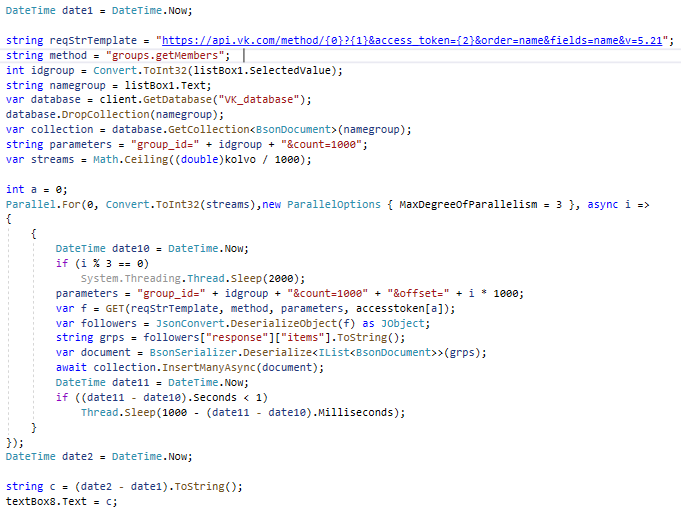 DateTime date1 = DateTime.Now;
string reqStrTemplate = "https://api.vk.com/method/{0}?{1}&access_token={2}&order=name&fields=name&v=5.21";
string method = "groups.getMembers";
int idgroup = Convert.ToInt32(listBox1.SelectedValue);
string namegroup = listBox1.Text;
var database = client.GetDatabase("VK_database");
database.DropCollection(namegroup);
var collection = database.GetCollection<BsonDocument>(namegroup);
string parameters = "group_id=" + idgroup + "&count=1000";
var streams = Math.Ceiling((double)kolvo / 1000);
int a = 0;
Parallel.For(0, Convert.ToInt32(streams),new ParallelOptions { MaxDegreeOfParallelism = 3 }, async i =>
{
{
DateTime date10 = DateTime.Now;
if (i % 3 == 0)
System.Threading.Thread.Sleep(2000);
parameters = "group_id=" + idgroup + "&count=1000" + "&offset=" + i * 1000;
var f = GET(reqStrTemplate, method, parameters, accesstoken[a]);
var followers = JsonConvert.DeserializeObject(f) as JObject;
string grps = followers["response"]["items"].ToString();
var document = BsonSerializer.Deserialize<IList<BsonDocument>>(grps);
await collection.InsertManyAsync(document);
DateTime date11 = DateTime.Now;
if ((date11 - date10).Seconds < 1)
Thread.Sleep(1000 - (date11 - date10).Milliseconds);
}
});
DateTime date2 = DateTime.Now;
string c = (date2 - date1).ToString();
textBox8.Text = c;